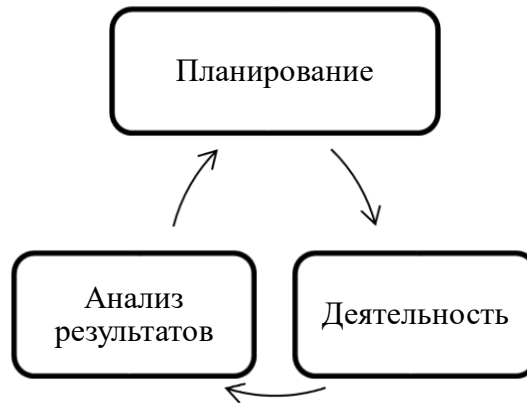 Планирование
Анализ
результатов
Деятельность